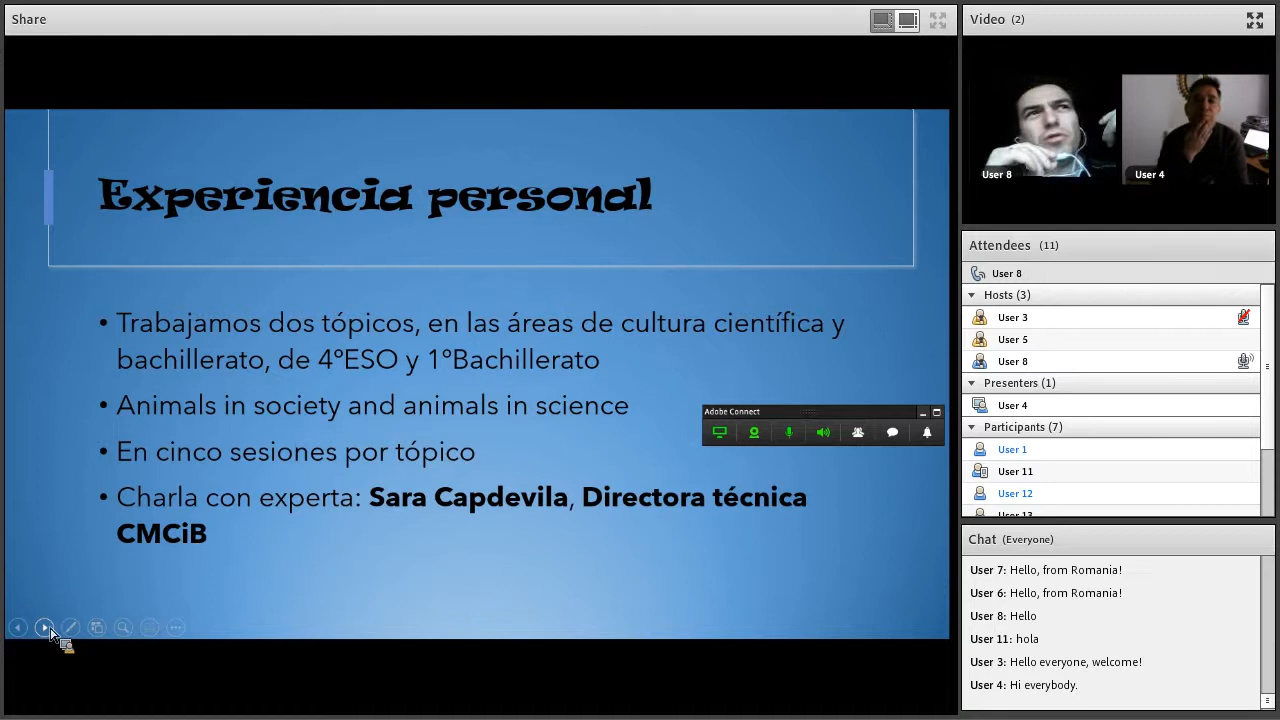 Share
Experiencia personal
• Trabajamos dos tópicos, en las áreas de cultura científica y
bachillerato, de 4ºESO y 1ºBachillerato
• Animals in society and animals in science
• En cinco sesiones por tópico
• Charla con experta: Sara Capdevila, Directora técnica
CMCiB
Adobe Connect
Video (2)
User 8
User 4
Attendees (11)
User 8
Hosts (3)
User 3
User 5
User 8
Presenters (1)
User 4
Participants (7)
User 1
User 11
User 12
User 13
Chat (Everyone)
User 7: Hello, from Romania!
User 6: Hello, from Romania!
User 8: Hello
User 11: hola
User 3: Hello everyone, welcome!
User 4: Hi everybody.